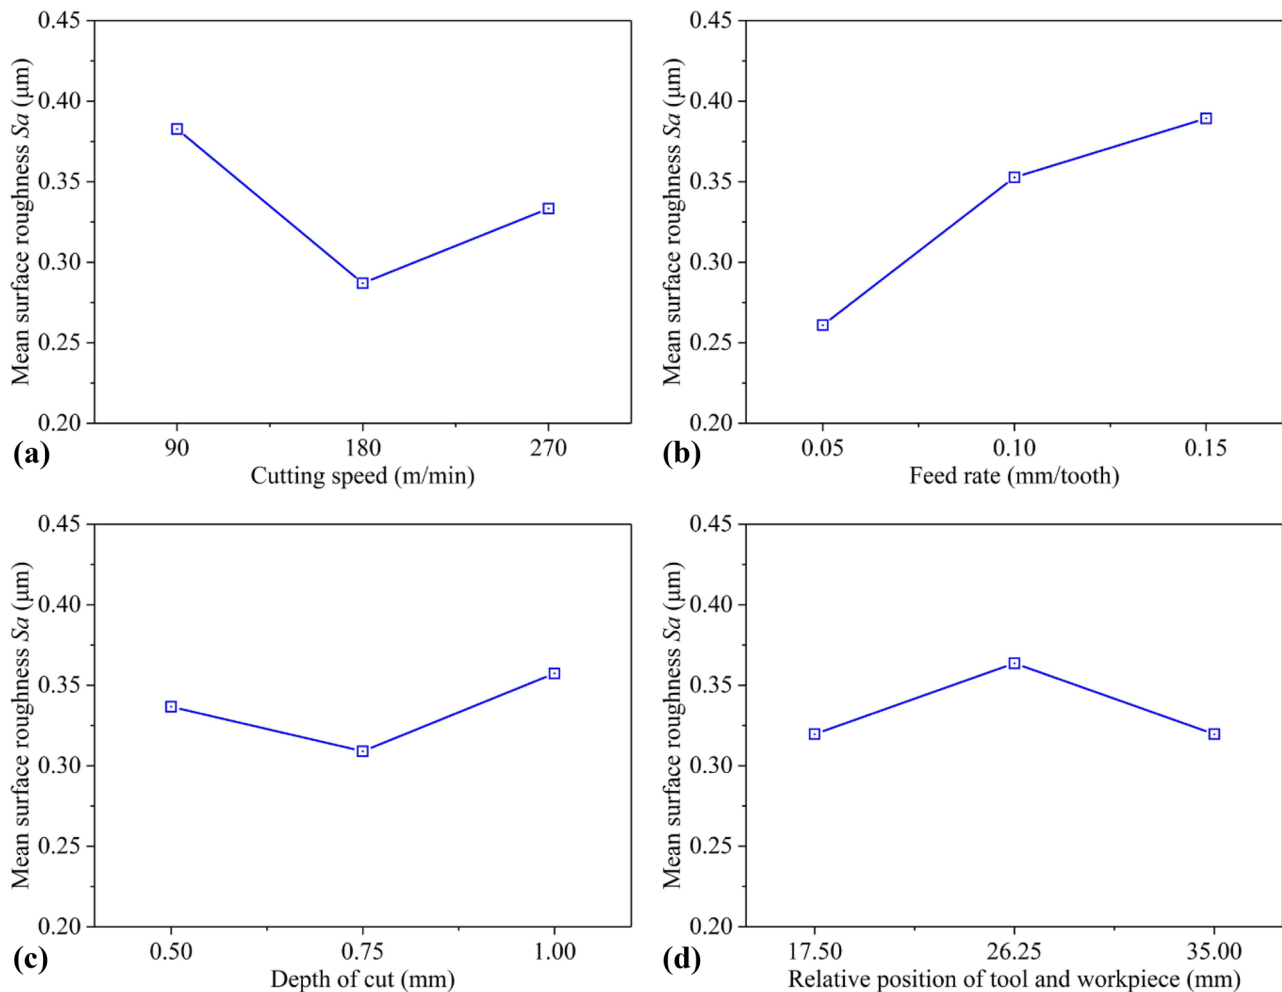 0.45
0.40
0.35
0.30
0.25
0.20
Mean surface roughness Sa (μm)
90 180 270
Cutting speed (m/min)
(a)
0.45
0.40
0.35
0.30
0.25
0.20
Mean surface roughness Sa (μm)
0.05 0.10 0.15
Feed rate (mm/tooth)
(b)
0.45
0.40
0.35
0.30
0.25
0.20
Mean surface roughness Sa (μm)
0.50 0.75 1.00
Depth of cut (mm)
(c)
0.45
0.40
0.35
0.30
0.25
0.20
Mean surface roughness Sa (μm)
17.50 26.25 35.00
Relative position of tool and workpiece (mm)
(d)